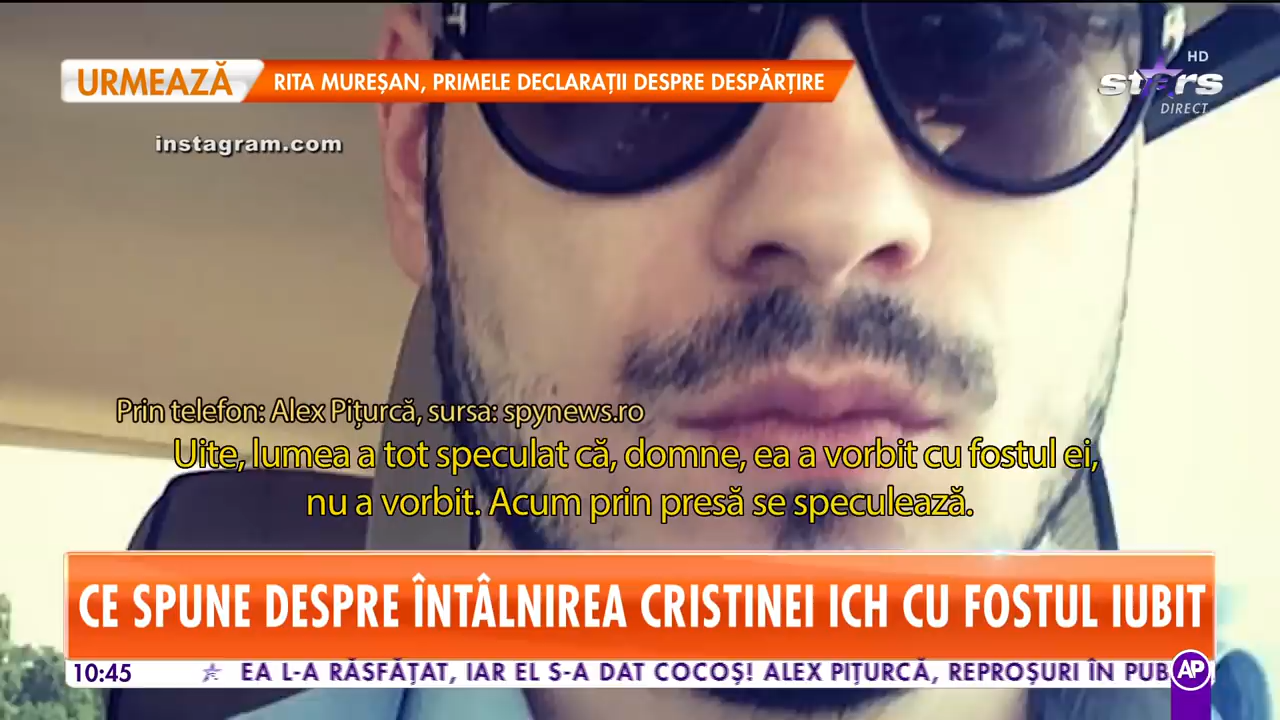 URMEAZĂ
RITA MUREȘAN, PRIMELE DECLARAȚII DESPRE DESPĂRȚIRE
HD
stars
DIRECT
instagram.com
Prin telefon: Alex Pițurcă, sursa: spynews.ro
Uite, lumea a tot speculat că, domne, ea a vorbit cu fostul ei,
nu a vorbit. Acum prin presă se speculează.
CE SPUNE DESPRE ÎNTÂLNIREA CRISTINEI ICH CU FOSTUL IUBIT
10:45
EA L-A RĂSFĂȚAT, IAR EL S-A DAT COCOȘ! ALEX PIȚURCĂ, REPROȘURI ÎN PUB
AP